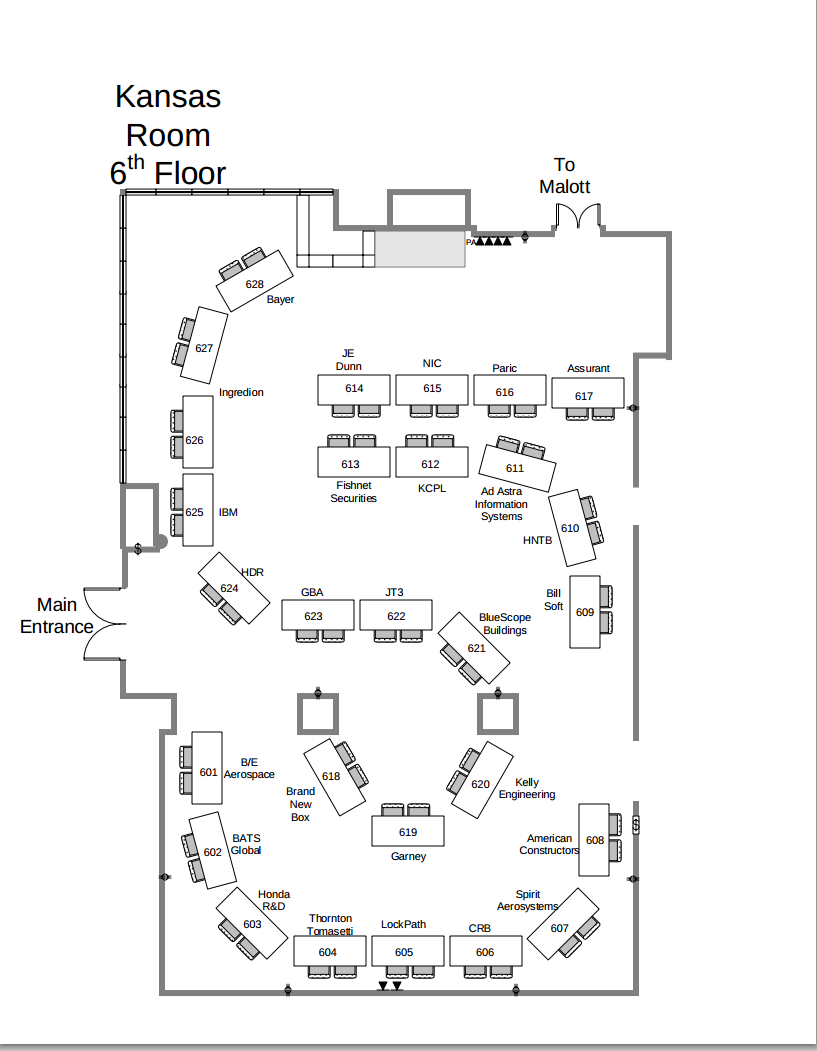 Kansas
Room
6th Floor
To
Malott
PA
628
Bayer
627
Ingredion
JE
Dunn
NIC
Paric
Assurant
614
615
616
617
626
613
612
611
Fishnet
Securities
KCPL
Ad Astra
Information
Systems
625
IBM
610
HNTB
$
HDR
624
Main
Entrance
GBA
JT3
623
622
Bill
Soft
609
BlueScope
Buildings
621
601
B/E
Aerospace
618
Brand
New
Box
620
Kelly
Engineering
619
Garney
American
Constructors
608
$
602
BATS
Global
Honda
R&D
603
Spirit
Aerosystems
607
Thornton
Tomasetti
LockPath
CRB
604
605
606